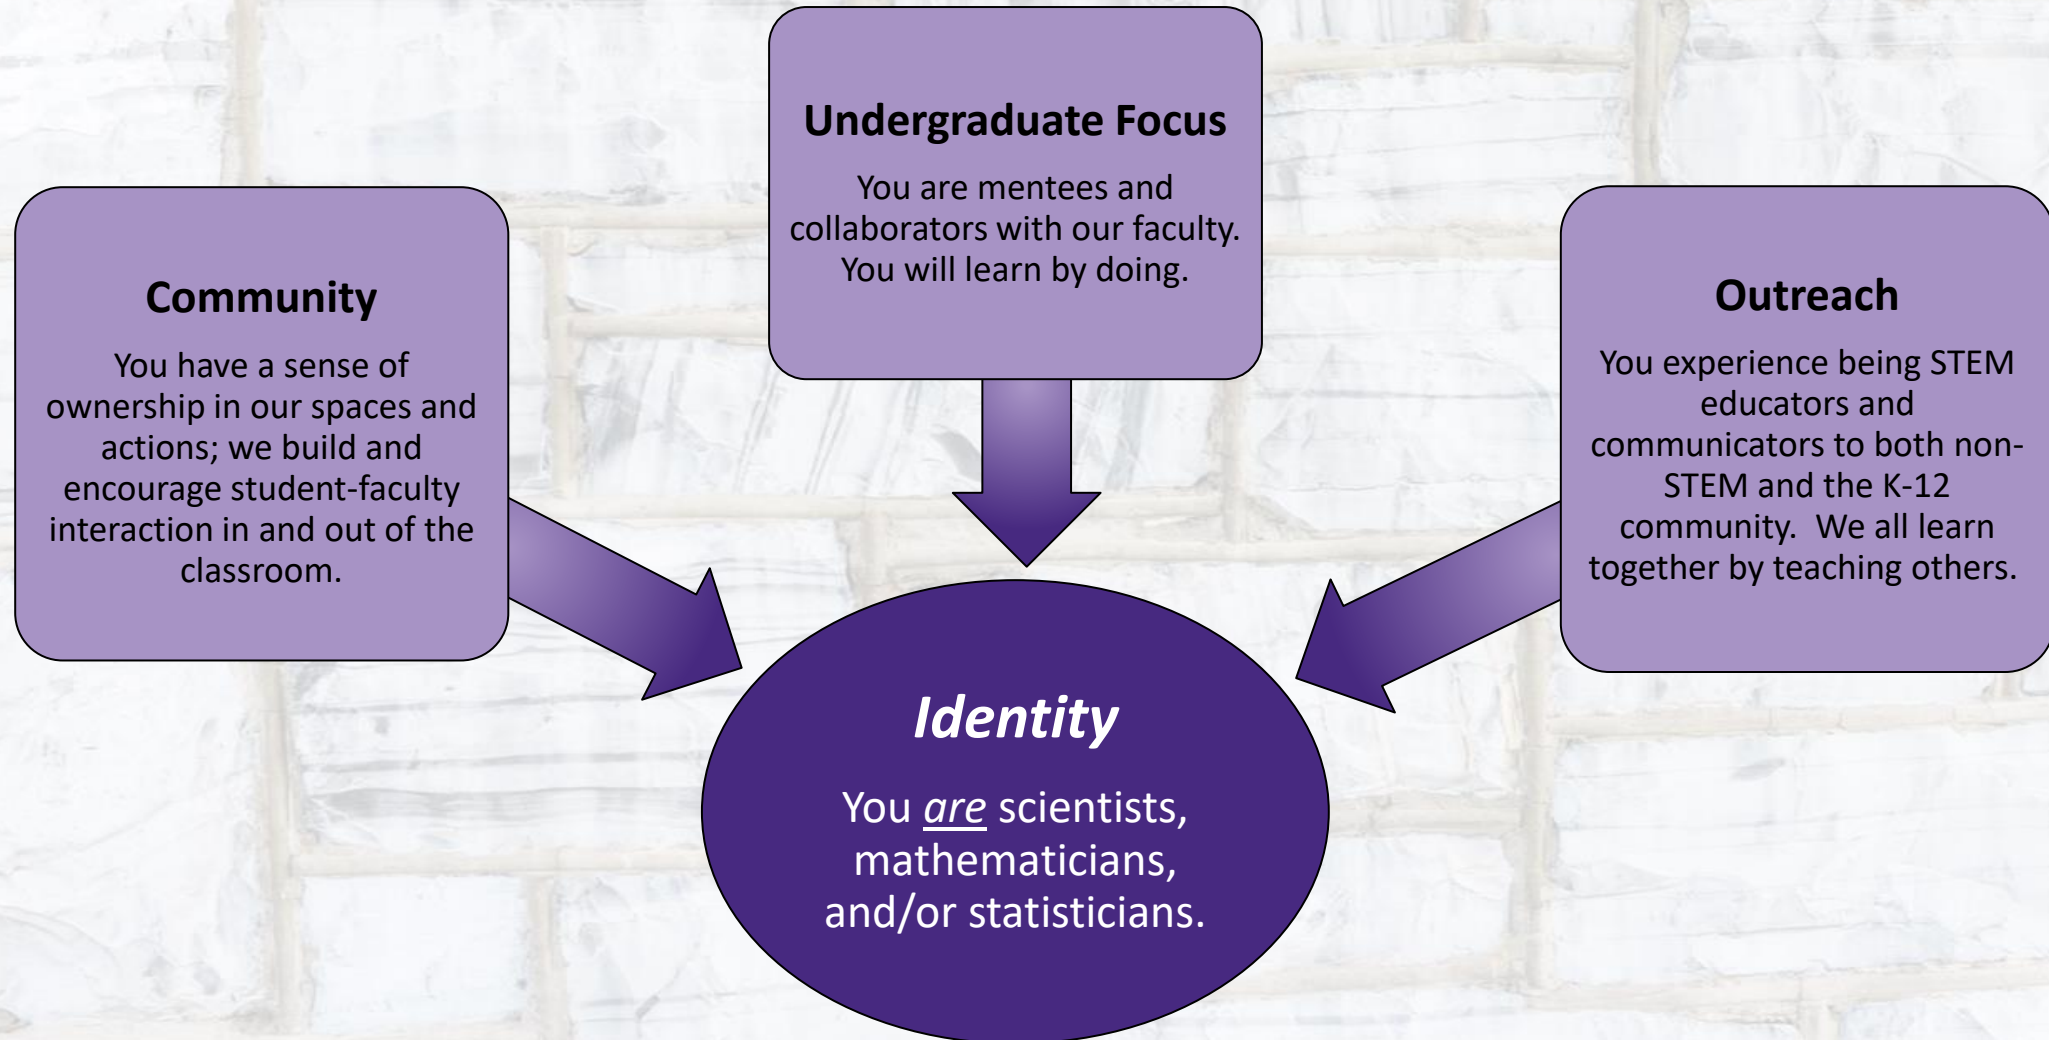 Community
You have a sense of
ownership in our spaces and
actions; we build and
encourage student-faculty
interaction in and out of the
classroom.
Undergraduate Focus
You are mentees and
collaborators with our faculty.
You will learn by doing.
Outreach
You experience being STEM
educators and
communicators to both non-
STEM and the K-12
community.  We all learn
together by teaching others.
Identity
You are scientists,
mathematicians,
and/or statisticians.